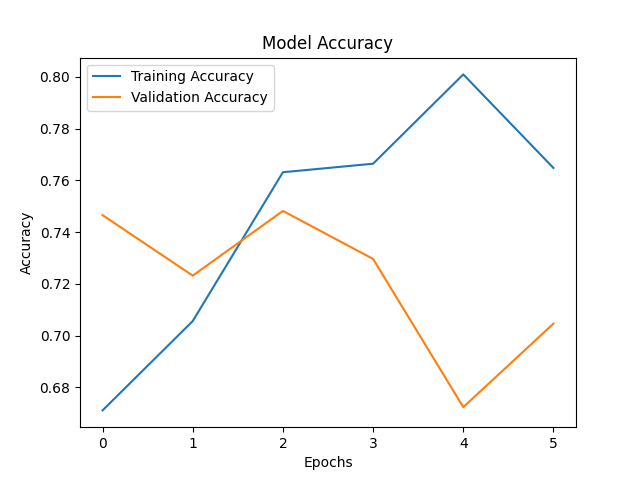 Model Accuracy
Training Accuracy
Validation Accuracy
0.80
0.78
0.76
0.74
0.72
0.70
0.68
Accuracy
0 1 2 3 4 5
Epochs